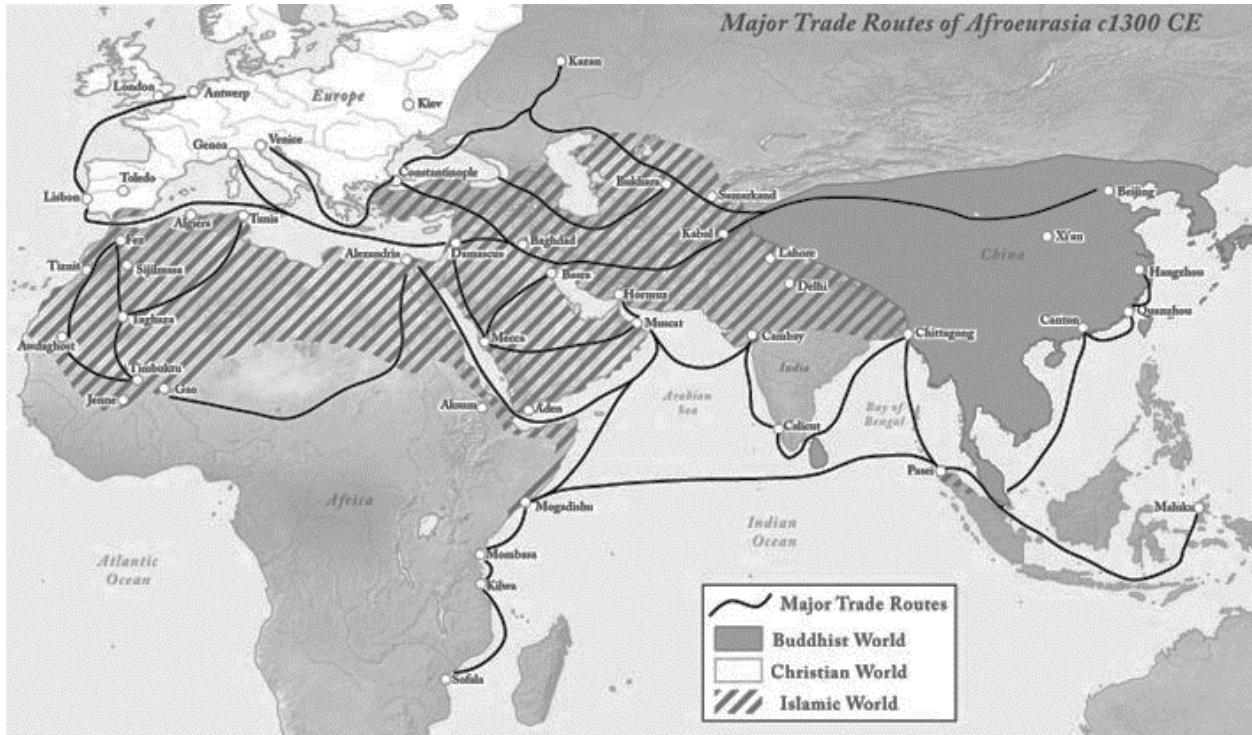 Major Trade Routes of Afroeurasia c1300 CE
Kazan
London
Antwerp
Europe
Kiev
Venice
Genoa
Constantinople
Toledo
Lisbon
Bukhara
Samarkand
Beijing
Algiers
Tunis
Fez
Baghdad
Kabul
Xi'an
Alexandria
Damascus
China
Tiznit
Sijilmasa
Lahore
Basra
Hangzhou
Delhi
Hormuz
Taghaza
Muscat
Quanzhou
Canton
Awdaghost
Mecca
Cambay
Chittagong
Timbuktu
India
Gao
Arabian
Sea
Jenne
Aksum
Aden
Bay of
Bengal
Calicut
Pasei
Africa
Mogadishu
Maluku
Indian
Ocean
Mombasa
Atlantic
Ocean
Kilwa
Major Trade Routes
Buddhist World
Christian World
Sofala
Islamic World